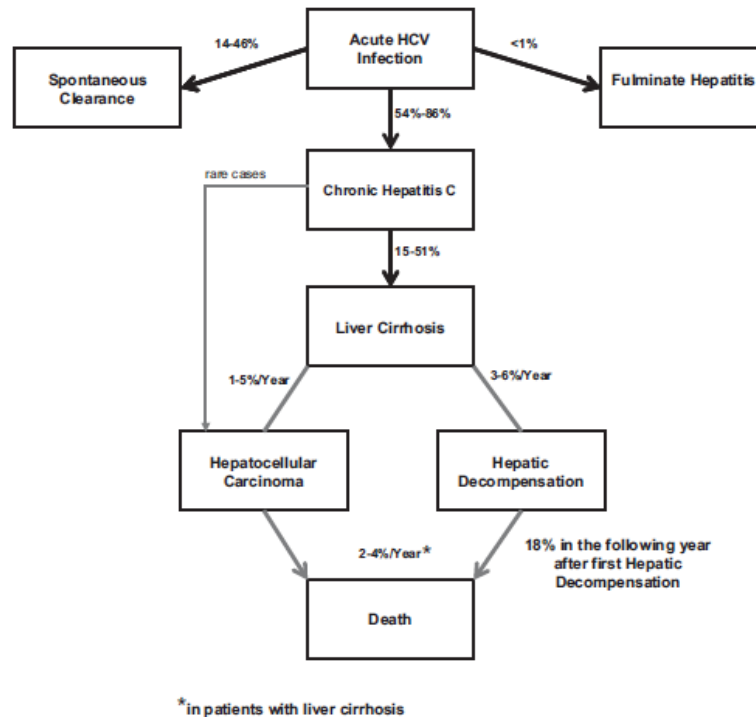 14-46%
Acute HCV
Infection
<1%
Spontaneous
Clearance
Fulminate Hepatitis
54%-86%
rare cases
Chronic Hepatitis C
15-51%
Liver Cirrhosis
1-5%/Year
3-6%/Year
Hepatocellular
Carcinoma
Hepatic
Decompensation
2-4%/Year*
18% in the following year
after first Hepatic
Decompensation
Death
*in patients with liver cirrhosis